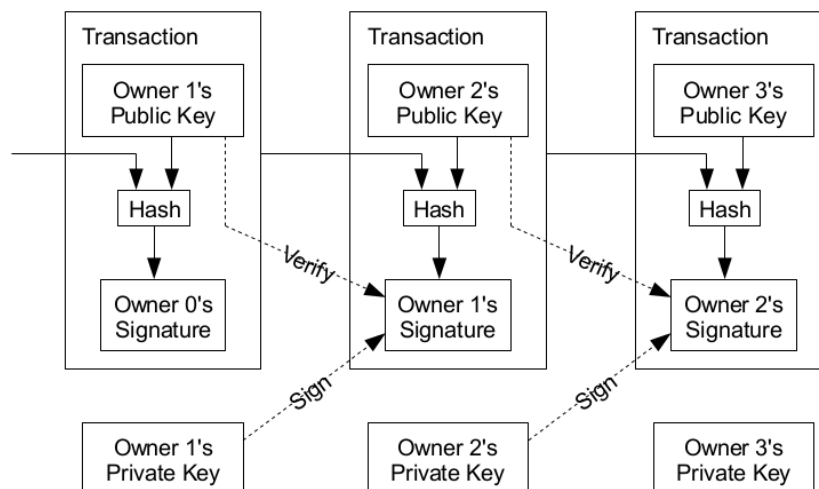 Transaction
Owner 1's
Public Key
Hash
Owner 0's
Signature
Transaction
Owner 2's
Public Key
Hash
Verify
Owner 1's
Signature
Transaction
Owner 3's
Public Key
Hash
Verify
Owner 2's
Signature
Sign
Sign
Owner 1's
Private Key
Owner 2's
Private Key
Owner 3's
Private Key